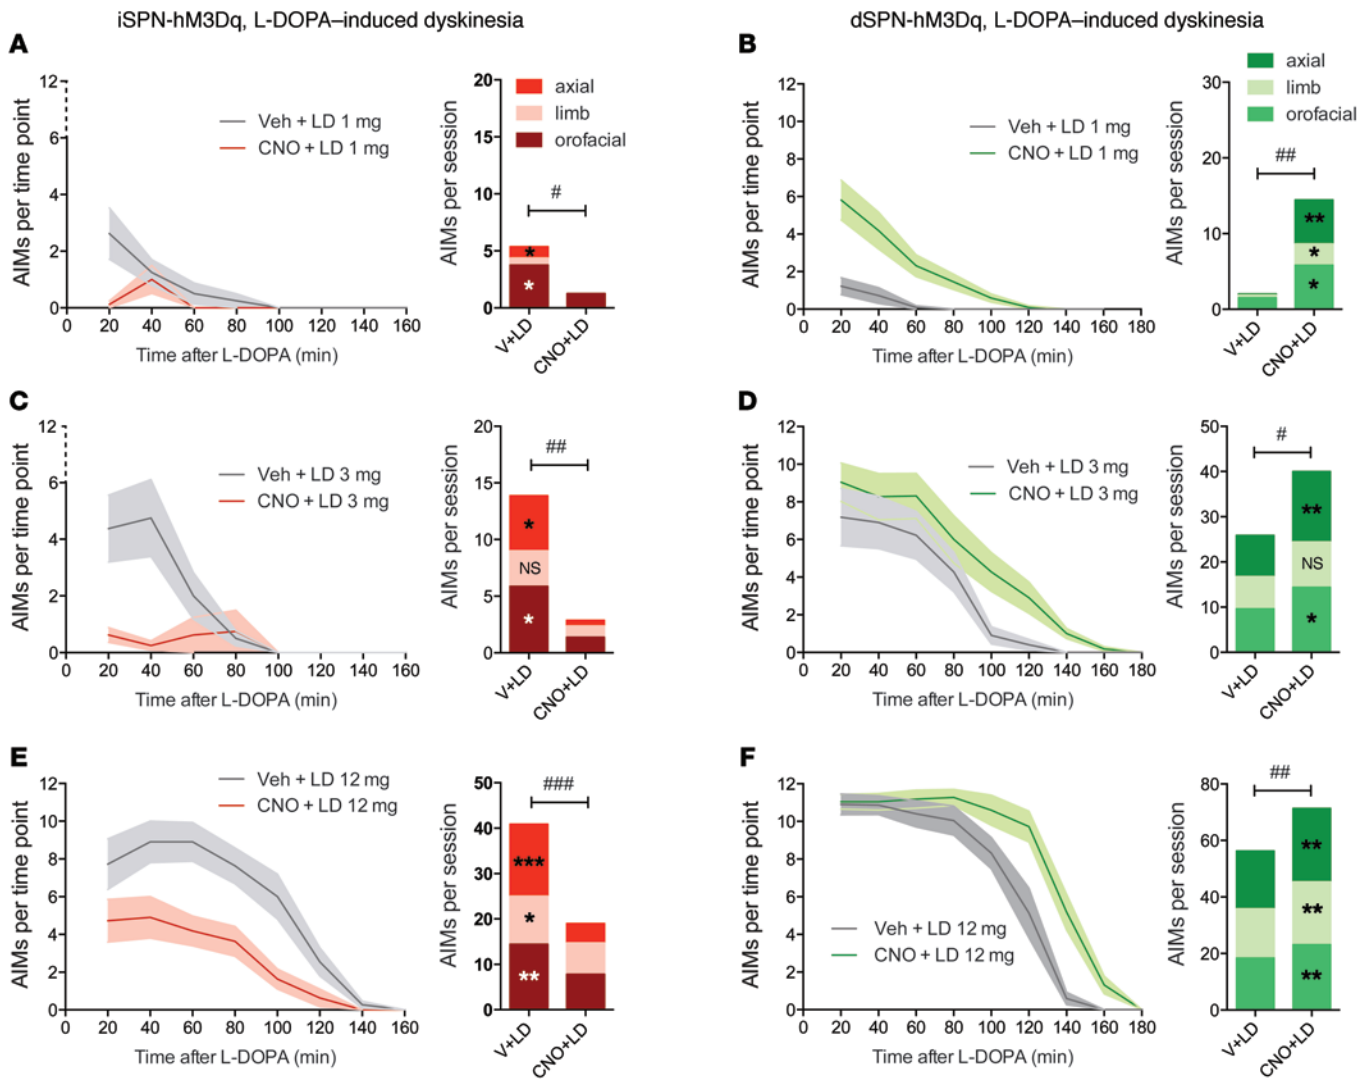 iSPN-hM3Dq, L-DOPA–induced dyskinesia
dSPN-hM3Dq, L-DOPA–induced dyskinesia
A
AIMs per time point
12
6
4
2
0
Veh + LD 1 mg
CNO + LD 1 mg
0 20 40 60 80 100 120 140 160
Time after L-DOPA (min)
AIMs per session
20
15
10
5
0
axial
limb
orofacial
#
*
*
V+LD
CNO+LD
B
AIMs per time point
12
10
8
6
4
2
0
Veh + LD 1 mg
CNO + LD 1 mg
0 20 40 60 80 100 120 140 160 180
Time after L-DOPA (min)
axial
limb
orofacial
AIMs per session
30
20
10
0
##
**
*
*
V+LD
CNO+LD
C
AIMs per time point
12
6
4
2
0
Veh + LD 3 mg
CNO + LD 3 mg
0 20 40 60 80 100 120 140 160
Time after L-DOPA (min)
AIMs per session
20
15
10
5
0
##
*
NS
*
V+LD
CNO+LD
D
AIMs per time point
12
10
8
6
4
2
0
Veh + LD 3 mg
CNO + LD 3 mg
0 20 40 60 80 100 120 140 160 180
Time after L-DOPA (min)
AIMs per session
50
40
30
20
10
0
#
**
NS
*
V+LD
CNO+LD
E
AIMs per time point
12
10
8
6
4
2
0
Veh + LD 12 mg
CNO + LD 12 mg
0 20 40 60 80 100 120 140 160
Time after L-DOPA (min)
AIMs per session
50
40
30
20
10
0
###
***
*
**
V+LD
CNO+LD
F
AIMs per time point
12
10
8
6
4
2
0
Veh + LD 12 mg
CNO + LD 12 mg
0 20 40 60 80 100 120 140 160 180
Time after L-DOPA (min)
AIMs per session
80
60
40
20
0
##
**
**
**
V+LD
CNO+LD